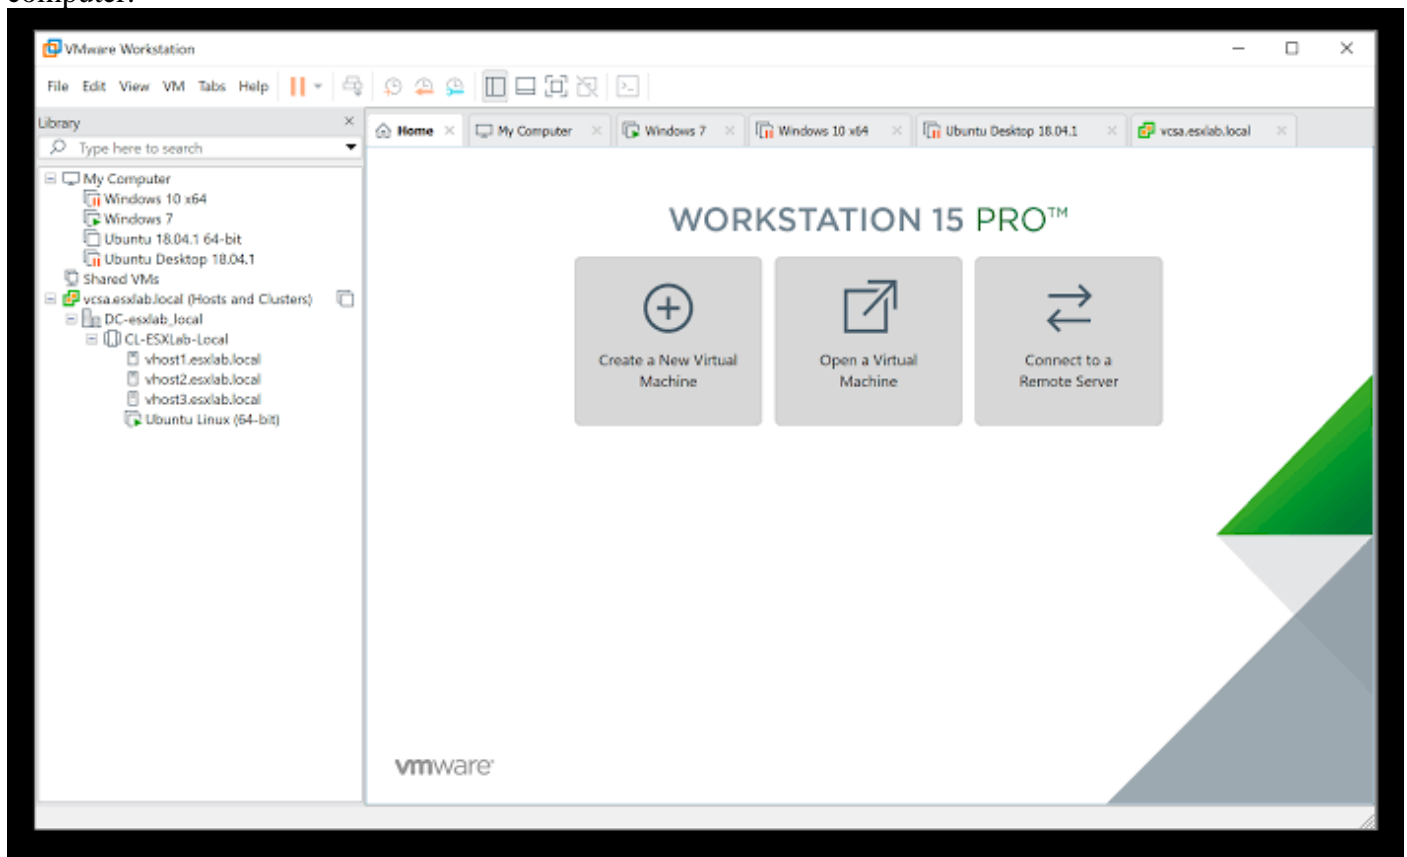 computer.
VMware Workstation
File Edit View VM Tabs Help
Library
Type here to search
My Computer
Windows 10 x64
Windows 7
Ubuntu 18.04.1 64-bit
Ubuntu Desktop 18.04.1
Shared VMs
vcsa.esxlab.local (Hosts and Clusters)
DC-esxlab_local
CL-ESXLab-Local
vhost1.esxlab.local
vhost2.esxlab.local
vhost3.esxlab.local
Ubuntu Linux (64-bit)
Home My Computer Windows 7 Windows 10 x64 Ubuntu Desktop 18.04.1 vcsa.esxlab.local
WORKSTATION 15 PRO™
Create a New Virtual
Machine
Open a Virtual
Machine
Connect to a
Remote Server
vmware